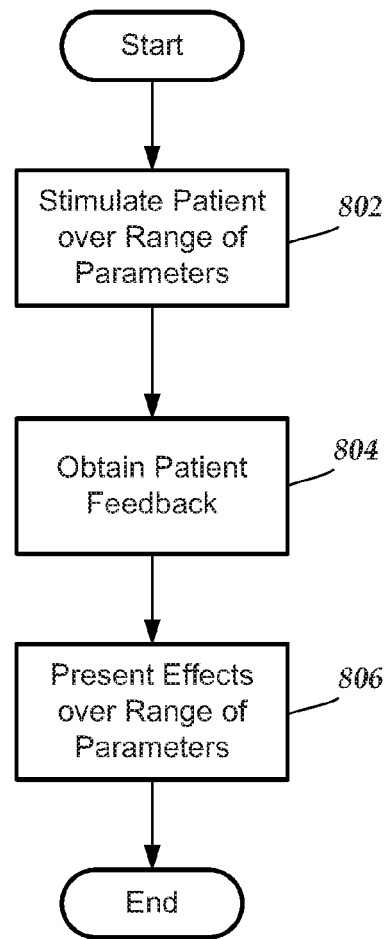 Start
Stimulate Patient
over Range of
Parameters
802
Obtain Patient
Feedback
804
Present Effects
over Range of
Parameters
806
End